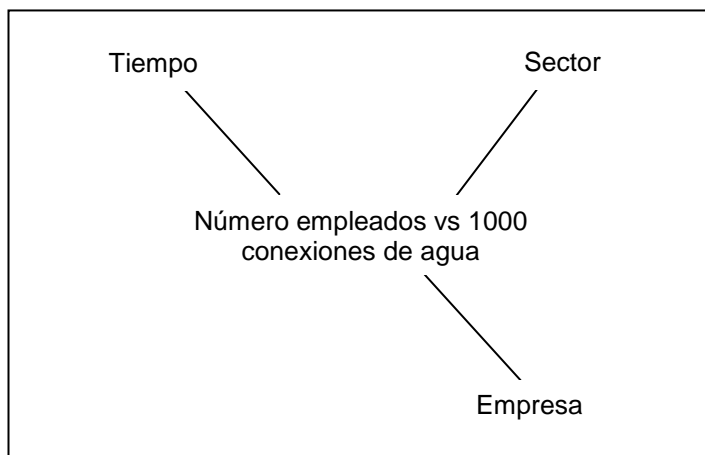 Tiempo
Sector
Número empleados vs 1000
conexiones de agua
Empresa